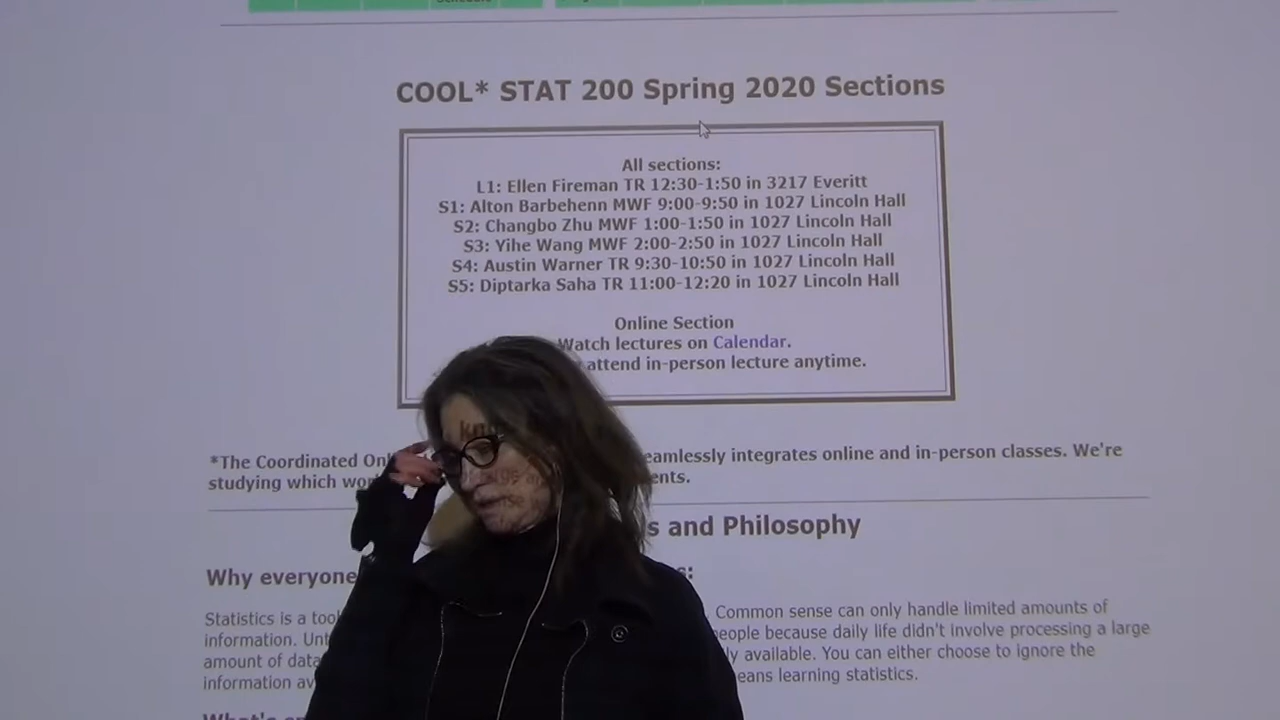 COOL* STAT 200 Spring 2020 Sections
All sections:
L1: Ellen Fireman TR 12:30-1:50 in 3217 Everitt
S1: Alton Barbehenn MWF 9:00-9:50 in 1027 Lincoln Hall
S2: Changbo Zhu MWF 1:00-1:50 in 1027 Lincoln Hall
S3: Yihe Wang MWF 2:00-2:50 in 1027 Lincoln Hall
S4: Austin Warner TR 9:30-10:50 in 1027 Lincoln Hall
S5: Diptarka Saha TR 11:00-12:20 in 1027 Lincoln Hall
Online Section
Watch lectures on Calendar.
attend in-person lecture anytime.
*The Coordinated Onl eamlessly integrates online and in-person classes. We're
studying which wor ents.
s and Philosophy
Why everyone s:
Statistics is a tool Common sense can only handle limited amounts of
information. Unt people because daily life didn't involve processing a large
amount of data ly available. You can either choose to ignore the
information av eans learning statistics.